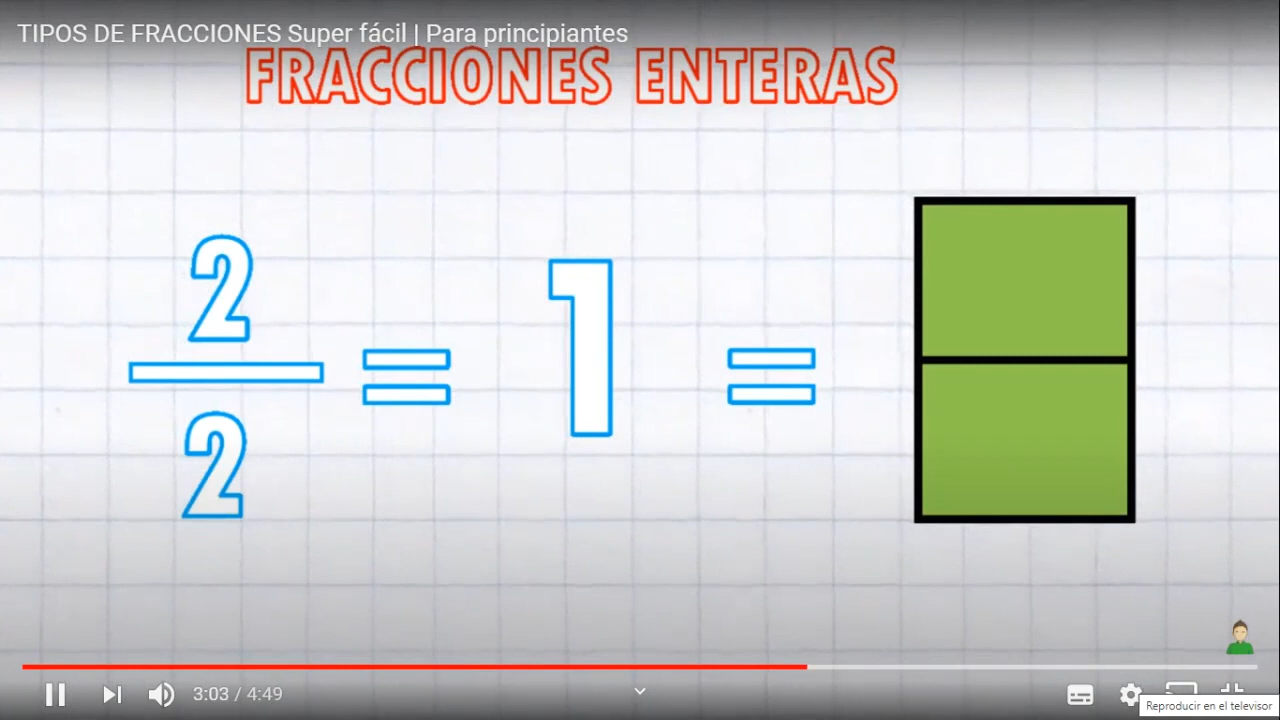 TIPOS DE FRACCIONES Super fácil | Para principiantes
FRACCIONES ENTERAS
2
2
= 1 =
3:03 / 4:49
Reproducir en el televisor